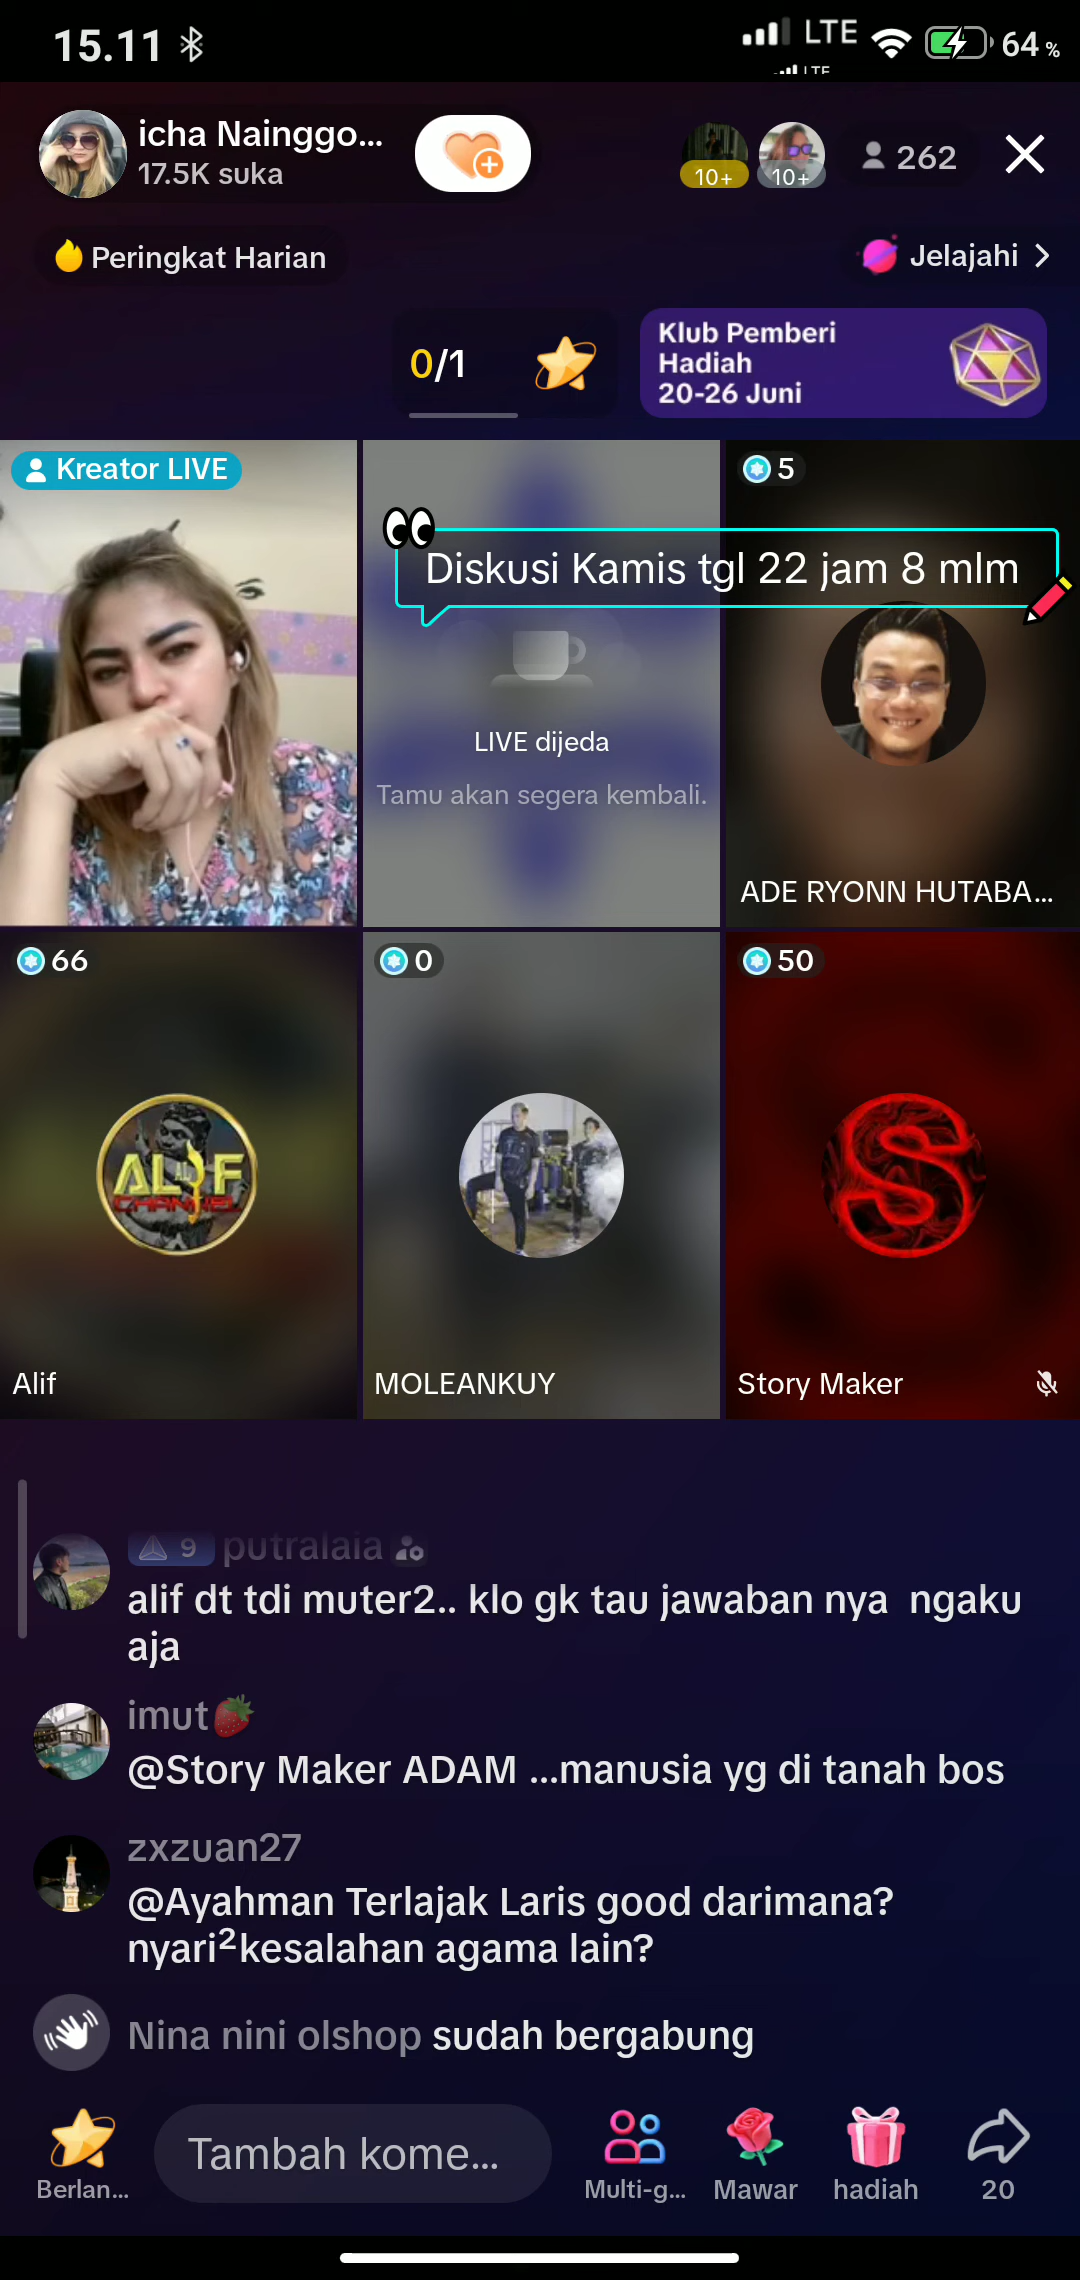 15.11
LTE
64 %
LTE
icha Nainggo...
17.5K suka
10+
10+
262
Peringkat Harian
Jelajahi
0/1
Klub Pemberi
Hadiah
20-26 Juni
Kreator LIVE
5
Diskusi Kamis tgl 22 jam 8 mlm
LIVE dijeda
Tamu akan segera kembali.
ADE RYONN HUTABA...
66
0
50
ALIF
CHANNEL
S
Alif
MOLEANKUY
Story Maker
9 putralaia
alif dt tdi muter2.. klo gk tau jawaban nya ngaku
aja
imut🍓
@Story Maker ADAM ...manusia yg di tanah bos
zxzuan27
@Ayahman Terlajak Laris good darimana?
nyari²kesalahan agama lain?
Nina nini olshop sudah bergabung
Tambah kome...
Berlan...
Multi-g...
Mawar
hadiah
20